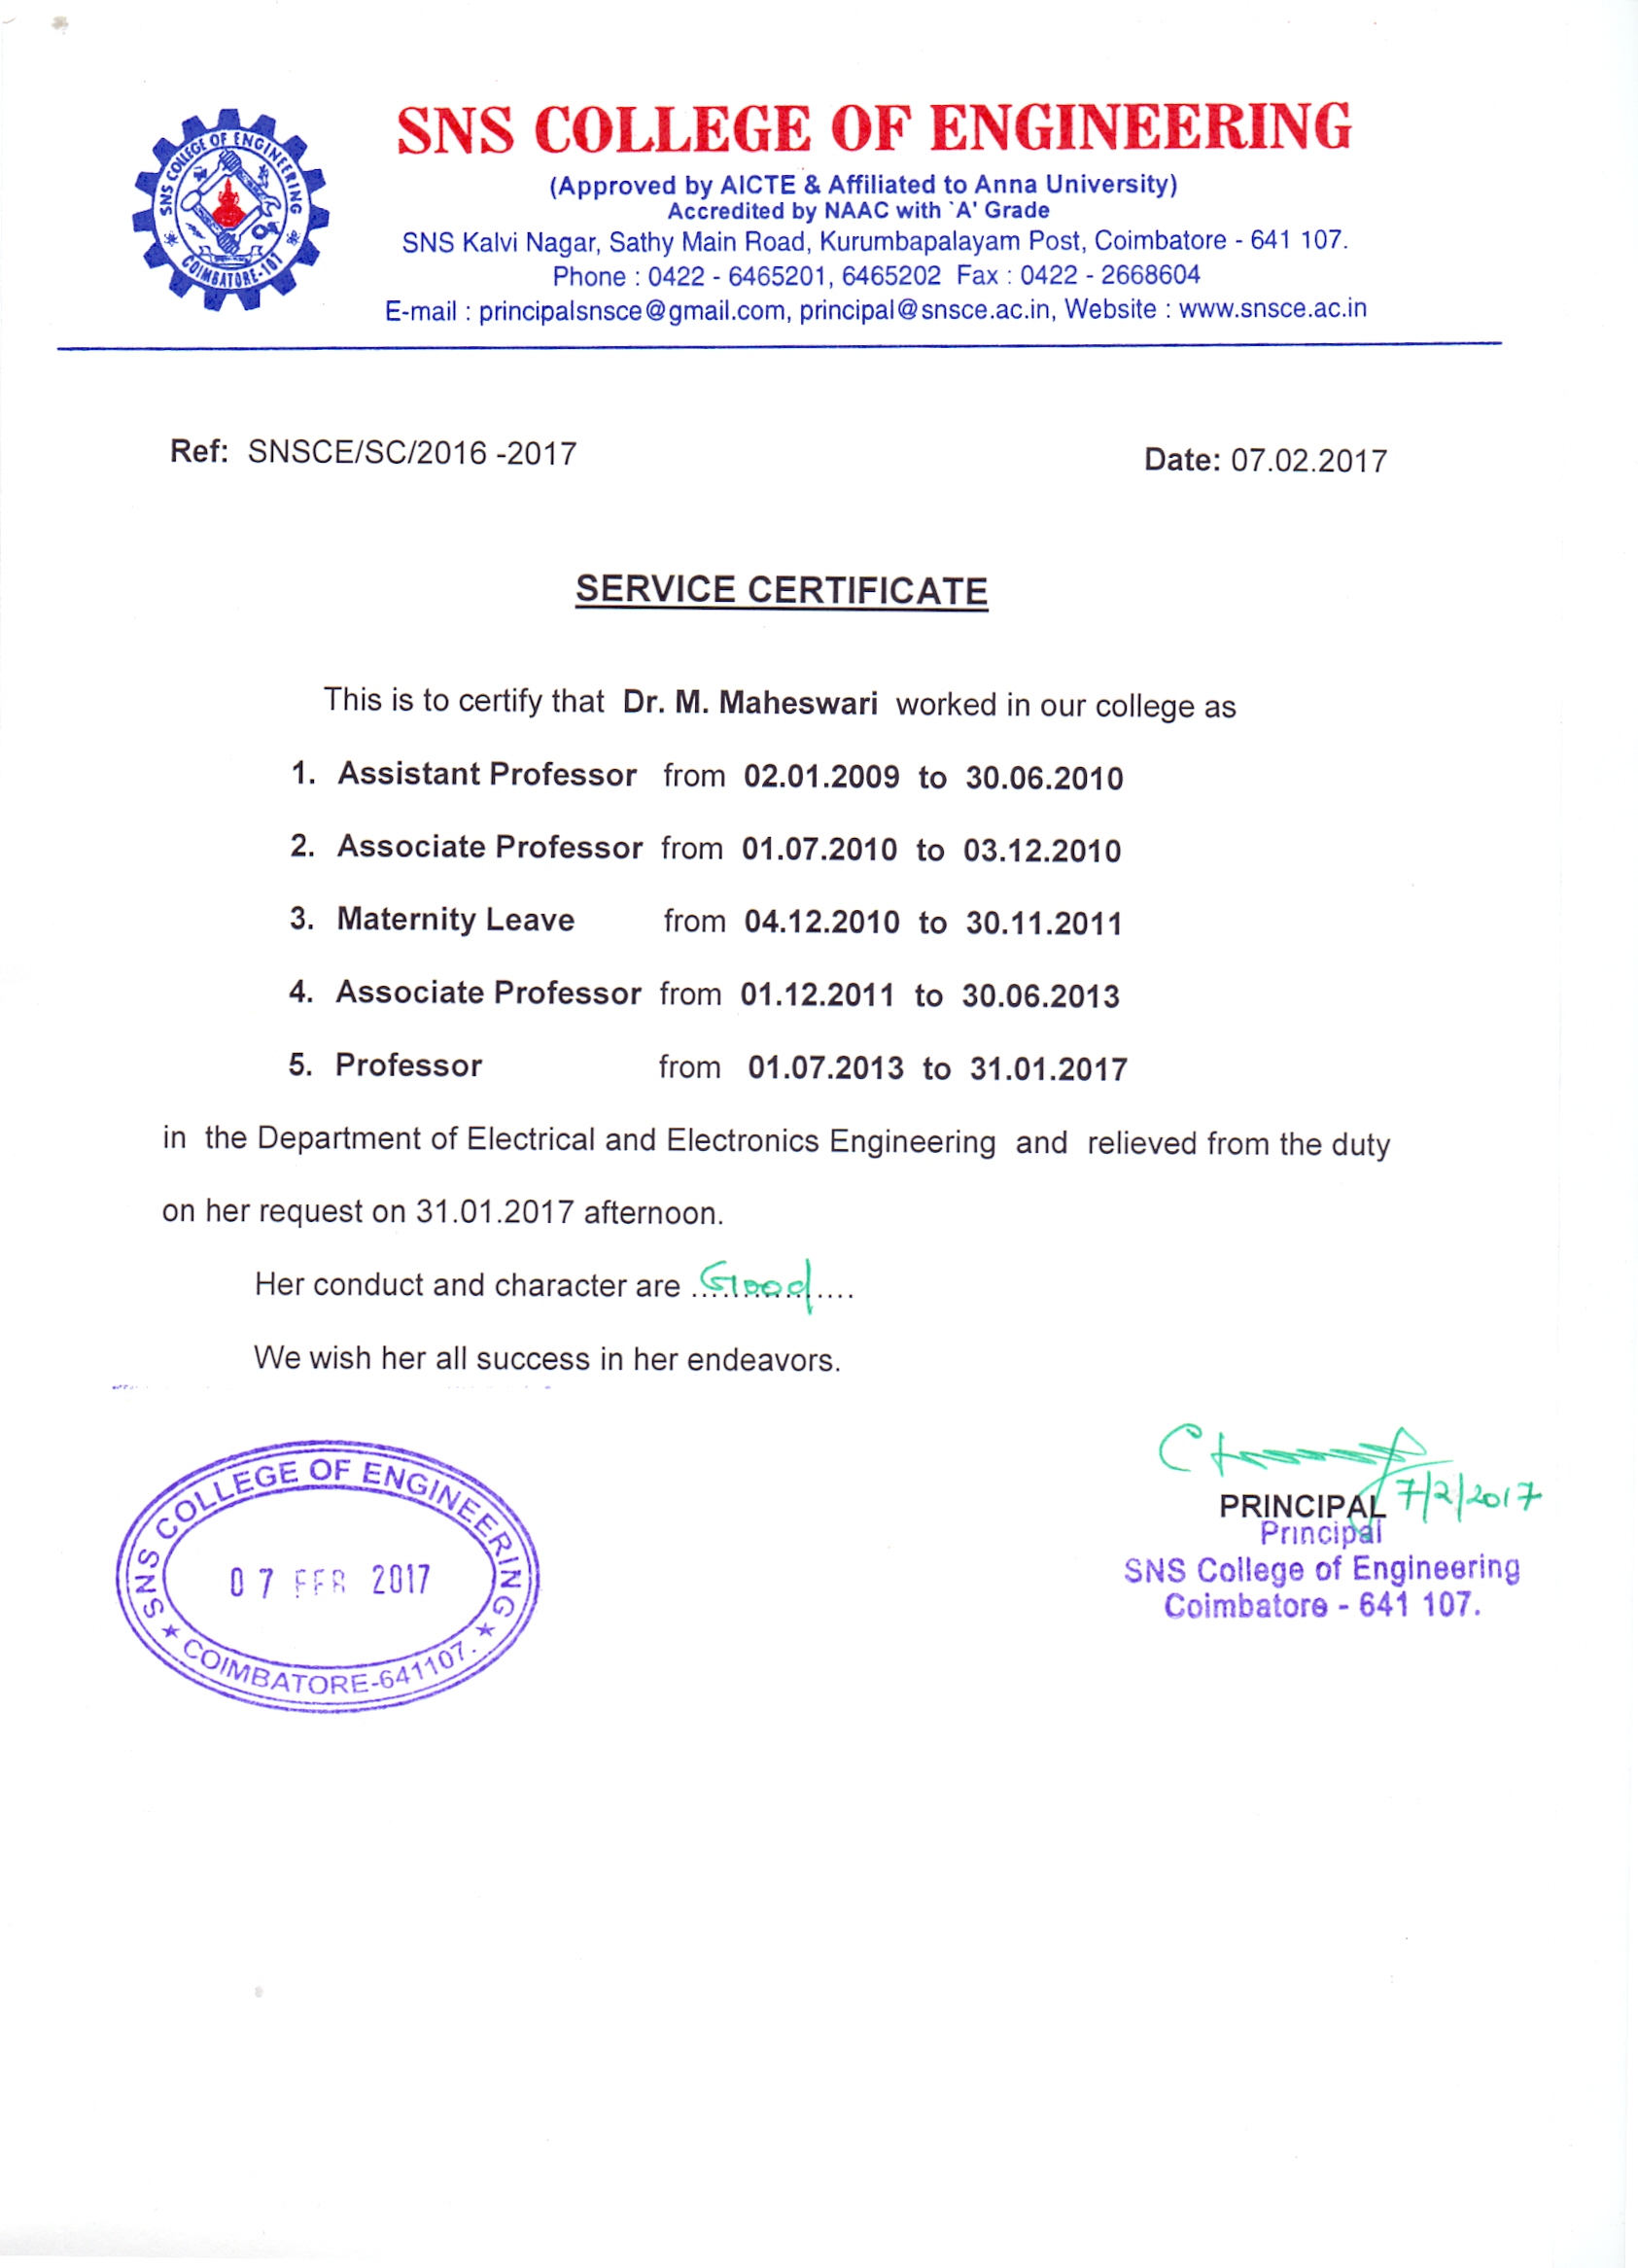 SNS COLLEGE OF ENGINEERING
COIMBATORE-107
SNS COLLEGE OF ENGINEERING
(Approved by AICTE & Affiliated to Anna University)
Accredited by NAAC with `A' Grade
SNS Kalvi Nagar, Sathy Main Road, Kurumbapalayam Post, Coimbatore - 641 107.
Phone : 0422 - 6465201, 6465202 Fax : 0422 - 2668604
E-mail : principalsnsce@gmail.com, principal@snsce.ac.in, Website : www.snsce.ac.in
Ref: SNSCE/SC/2016 -2017 Date: 07.02.2017
SERVICE CERTIFICATE
This is to certify that Dr. M. Maheswari worked in our college as
1. Assistant Professor from 02.01.2009 to 30.06.2010
2. Associate Professor from 01.07.2010 to 03.12.2010
3. Maternity Leave from 04.12.2010 to 30.11.2011
4. Associate Professor from 01.12.2011 to 30.06.2013
5. Professor from 01.07.2013 to 31.01.2017
in the Department of Electrical and Electronics Engineering and relieved from the duty
on her request on 31.01.2017 afternoon.
Her conduct and character are ....Good....
We wish her all success in her endeavors.
SNS COLLEGE OF ENGINEERING
07 FEB 2017
COIMBATORE-641107.
7/2/2017
PRINCIPAL
Principal
SNS College of Engineering
Coimbatore - 641 107.